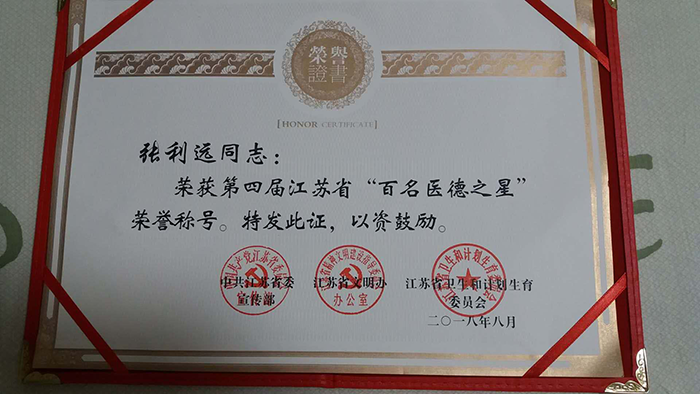 榮譽
證書
[HONOR CERTIFICATE]
张利远同志：
荣获第四届江苏省“百名医德之星”
荣誉称号。特发此证，以资鼓励。
中共江苏省委 江苏省文明办 江苏省卫生和计划生育
宣传部 办公室 委员会
二〇一八年八月